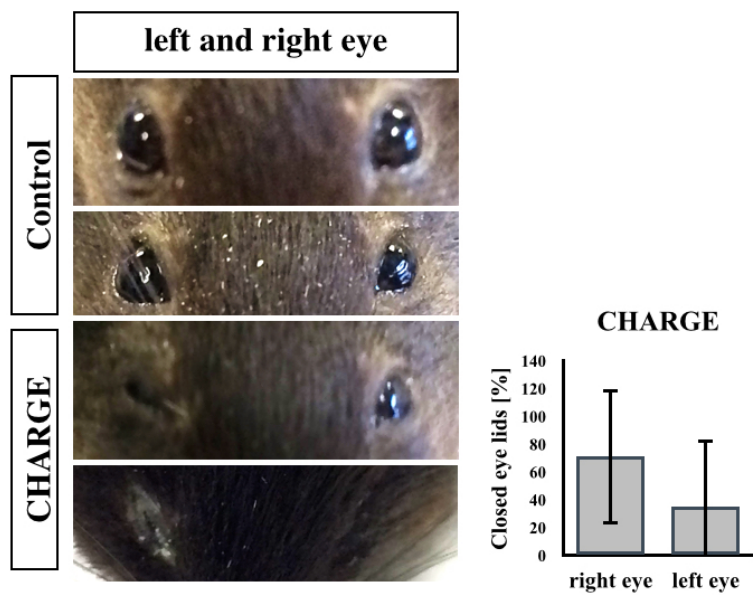 left and right eye
Control
CHARGE
CHARGE
Closed eye lids [%]
140
120
100
80
60
40
20
0
right eye left eye